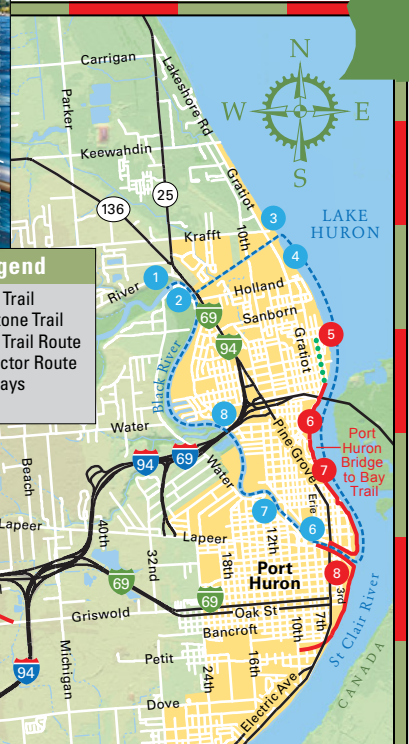 Carrigan
Lakeshore Rd
Parker
N
W
E
S
Keewahdin
25
136
Gratiot
3
LAKE
HURON
Krafft
10th
4
gend
Trail
tone Trail
Trail Route
ctor Route
ays
1
River
2
Holland
Sanborn
69
94
Gratiot
5
Black River
8
6
Water
Pine Grove
Port
Huron
Bridge
to Bay
Trail
94
69
Water
7
Beach
Erie
7
6
12th
Lapeer
40th
Lapeer
32nd
18th
Port
Huron
8
69
69
3rd
Griswold
Oak St
7th
Bancroft
10th
St Clair River
94
Michigan
Petit
16th
24th
CANADA
Dove
Electric Ave